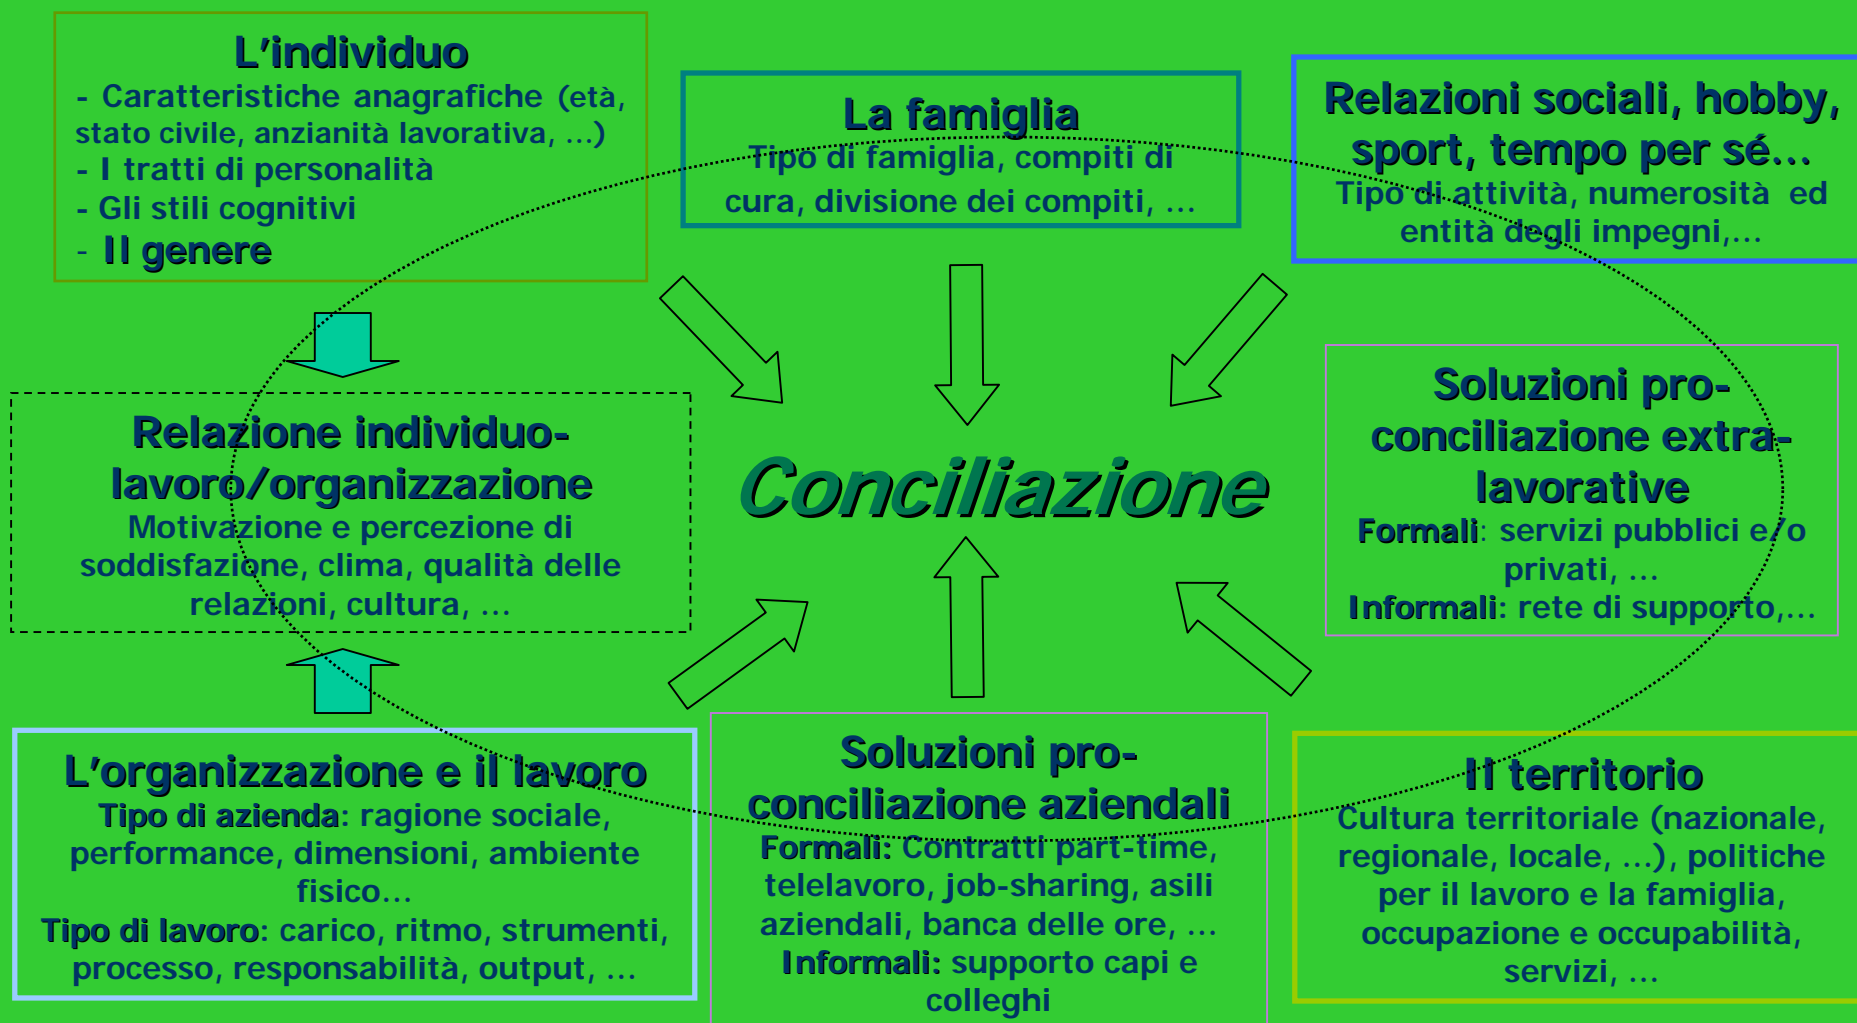 L'individuo
- Caratteristiche anagrafiche (età,
stato civile, anzianità lavorativa, ...)
- I tratti di personalità
- Gli stili cognitivi
- Il genere
La famiglia
Tipo di famiglia, compiti di
cura, divisione dei compiti, ...
Relazioni sociali, hobby,
sport, tempo per sé...
Tipo di attività, numerosità ed
entità degli impegni,...
Relazione individuo-
lavoro/organizzazione
Motivazione e percezione di
soddisfazione, clima, qualità delle
relazioni, cultura, ...
Conciliazione
Soluzioni pro-
conciliazione extra-
lavorative
Formali: servizi pubblici e/o
privati, ...
Informali: rete di supporto,...
L'organizzazione e il lavoro
Tipo di azienda: ragione sociale,
performance, dimensioni, ambiente
fisico...
Tipo di lavoro: carico, ritmo, strumenti,
processo, responsabilità, output, ...
Soluzioni pro-
conciliazione aziendali
Formali: Contratti part-time,
telelavoro, job-sharing, asili
aziendali, banca delle ore, ...
Informali: supporto capi e
colleghi
Il territorio
Cultura territoriale (nazionale,
regionale, locale, ...), politiche
per il lavoro e la famiglia,
occupazione e occupabilità,
servizi, ...